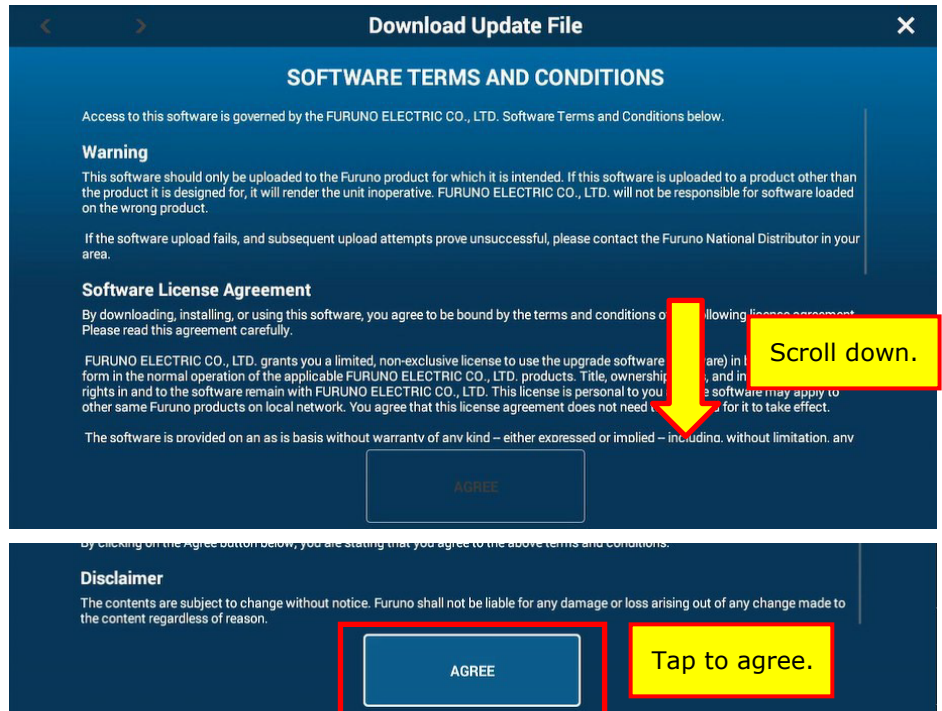 Download Update File
SOFTWARE TERMS AND CONDITIONS
Access to this software is governed by the FURUNO ELECTRIC CO., LTD. Software Terms and Conditions below.
Warning
This software should only be uploaded to the Furuno product for which it is intended. If this software is uploaded to a product other than
the product it is designed for, it will render the unit inoperative. FURUNO ELECTRIC CO., LTD. will not be responsible for software loaded
on the wrong product.
If the software upload fails, and subsequent upload attempts prove unsuccessful, please contact the Furuno National Distributor in your
area.
Software License Agreement
By downloading, installing, or using this software, you agree to be bound by the terms and conditions ollowing license agreement.
Please read this agreement carefully.
FURUNO ELECTRIC CO., LTD. grants you a limited, non-exclusive license to use the upgrade software are) in
form in the normal operation of the applicable FURUNO ELECTRIC CO., LTD. products. Title, ownership , and
rights in and to the software remain with FURUNO ELECTRIC CO., LTD. This license is personal to you software may apply to
other same Furuno products on local network. You agree that this license agreement does not need for it to take effect.
The software is provided on an as is basis without warranty of any kind – either expressed or implied – including, without limitation, any
Scroll down.
AGREE
By clicking on the Agree button below, you are stating that you agree to the above terms and conditions.
Disclaimer
The contents are subject to change without notice. Furuno shall not be liable for any damage or loss arising out of any change made to
the content regardless of reason.
AGREE
Tap to agree.